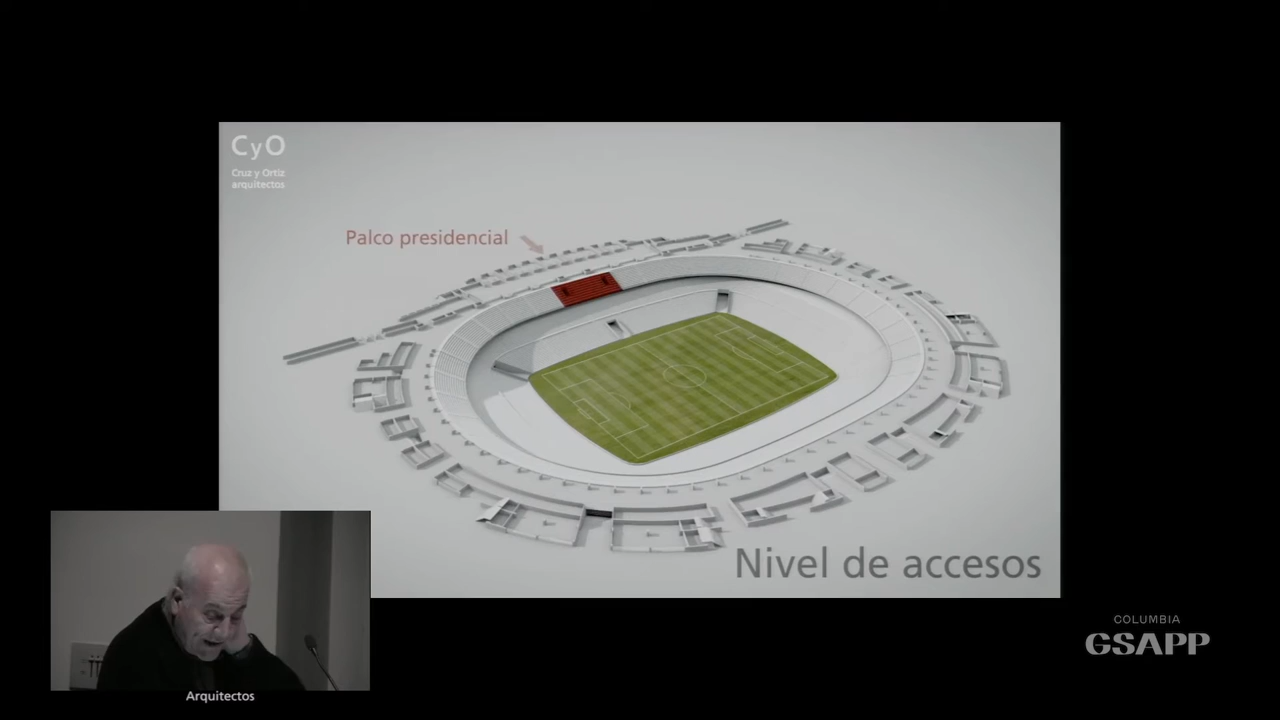 CyO
Cruz y Ortiz
arquitectos
Palco presidencial
Nivel de accesos
COLUMBIA
GSAPP
Arquitectos